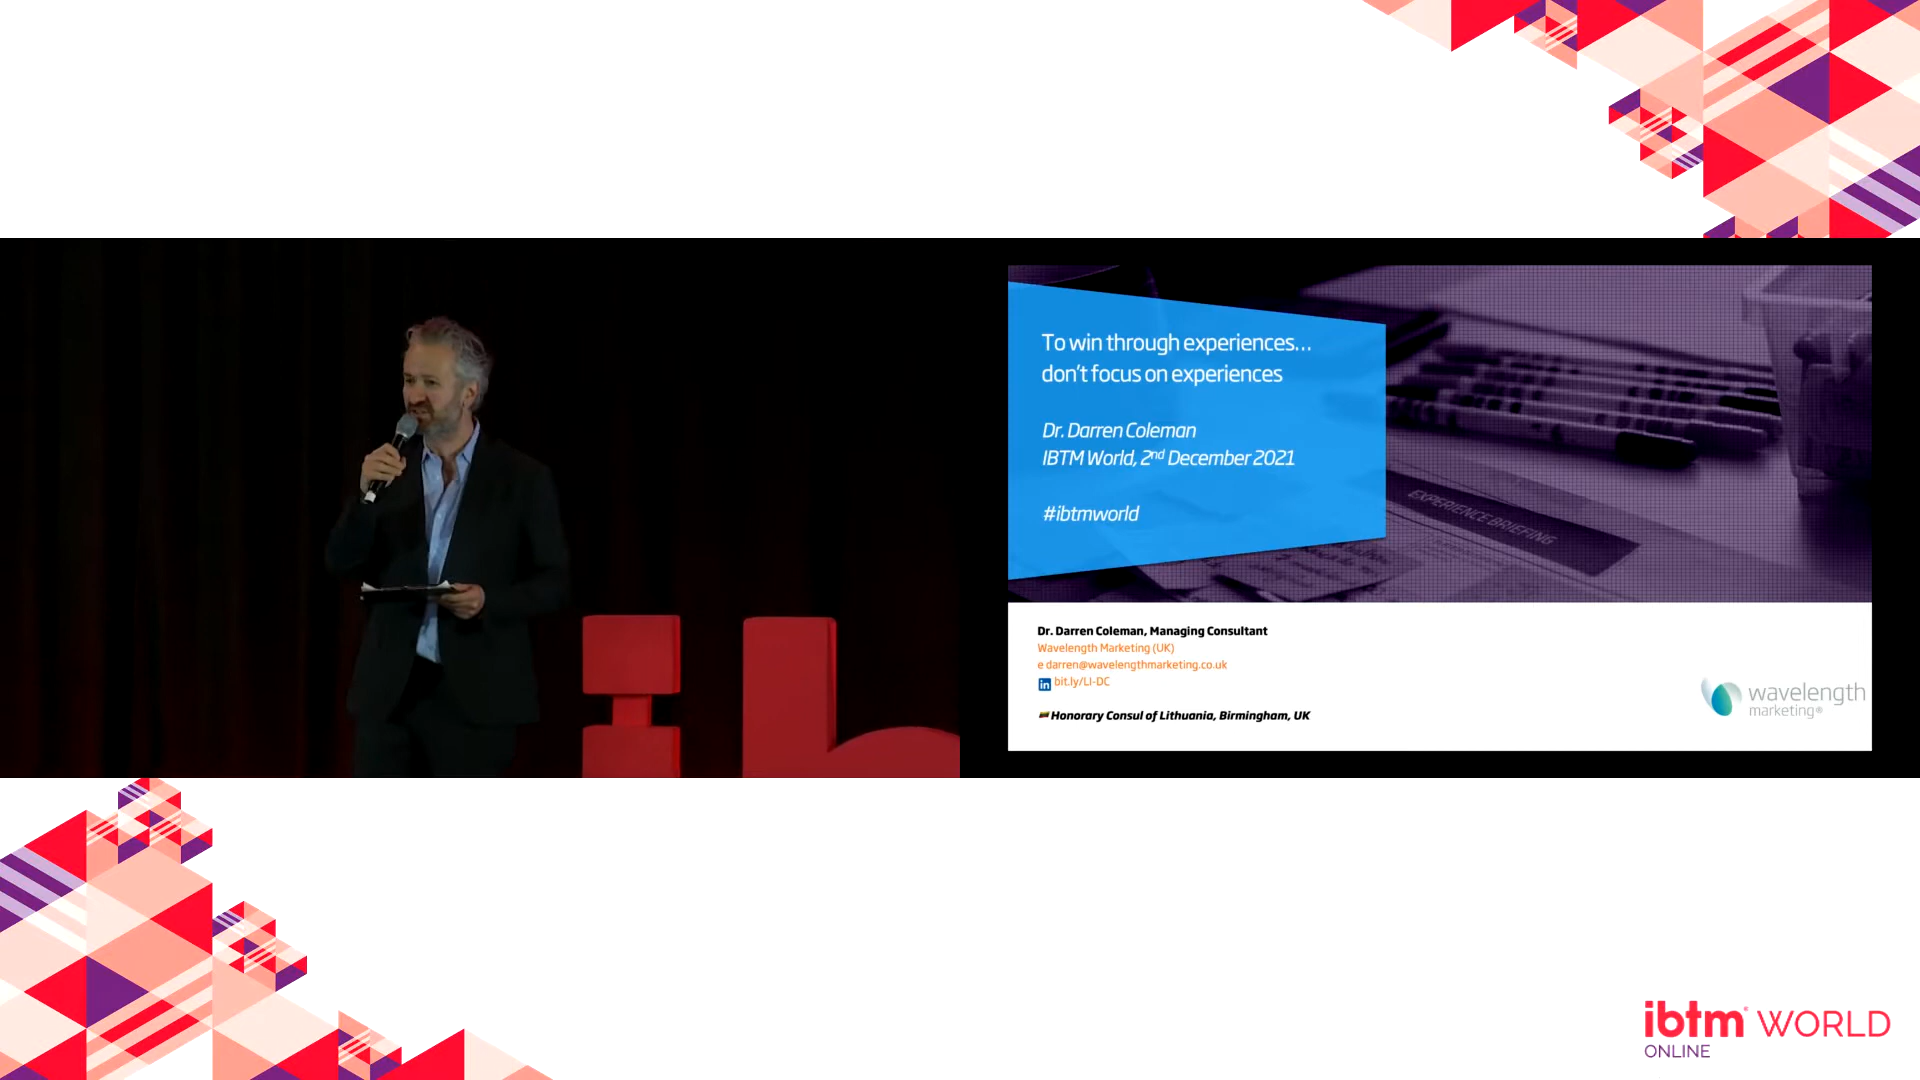 To win through experiences...
don't focus on experiences
Dr. Darren Coleman
IBTM World, 2nd December 2021
#ibtmworld
EXPERIENCE BRIEFING
Dr. Darren Coleman, Managing Consultant
Wavelength Marketing (UK)
e darren@wavelengthmarketing.co.uk
in bit.ly/LI-DC
Honorary Consul of Lithuania, Birmingham, UK
wavelength
marketing®
ib
ibtm® WORLD
ONLINE